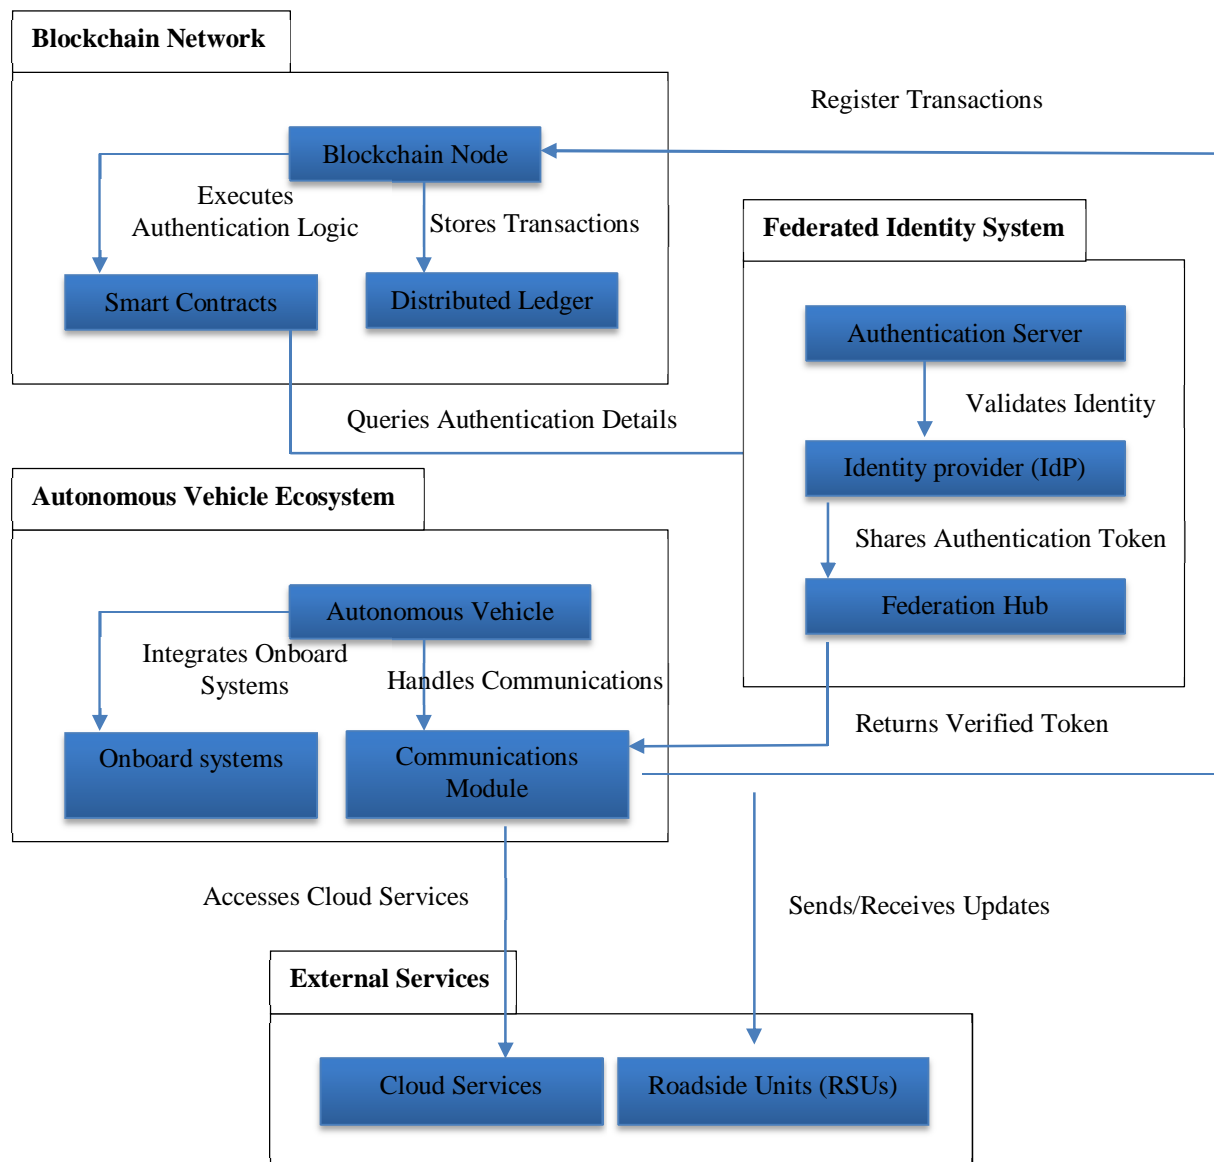 Blockchain Network
Register Transactions
Blockchain Node
Executes
Authentication Logic
Stores Transactions
Smart Contracts
Distributed Ledger
Federated Identity System
Authentication Server
Validates Identity
Queries Authentication Details
Identity provider (IdP)
Shares Authentication Token
Federation Hub
Returns Verified Token
Autonomous Vehicle Ecosystem
Autonomous Vehicle
Integrates Onboard
Systems
Handles Communications
Onboard systems
Communications
Module
Accesses Cloud Services
Sends/Receives Updates
External Services
Cloud Services
Roadside Units (RSUs)